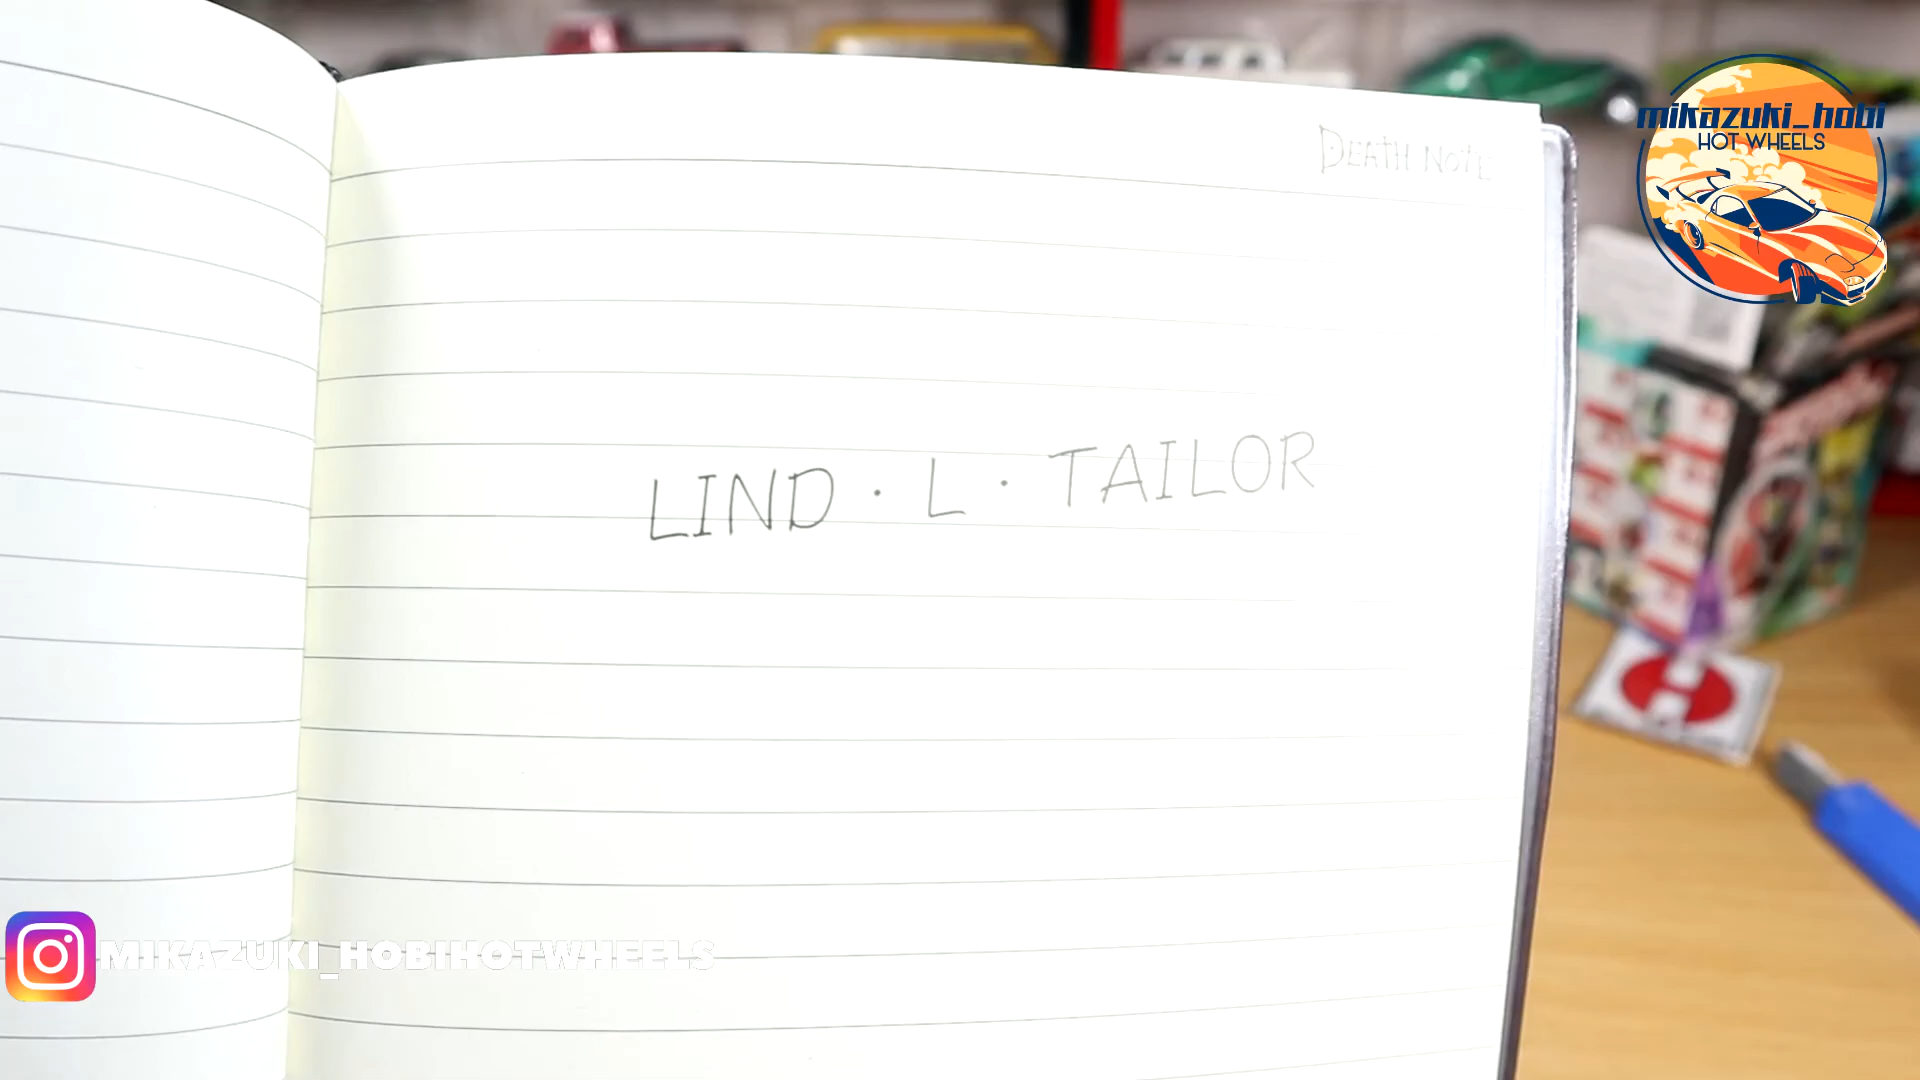 mikazuki_hobi
HOT WHEELS
DEATH NOTE
LIND · L · TAILOR
MIKAZUKI_HOBIHOTWHEELS